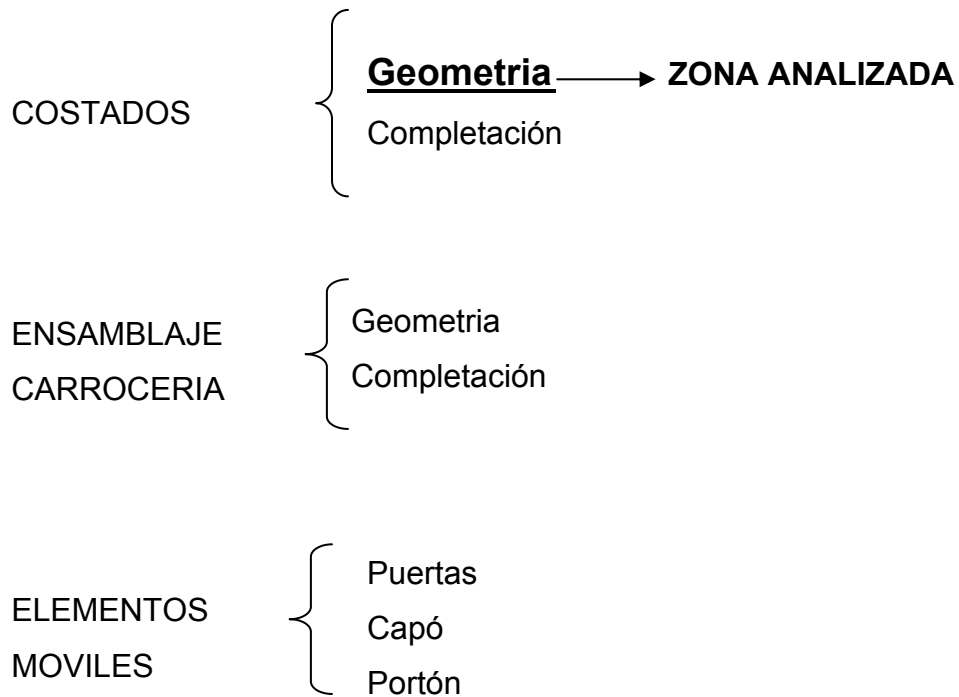 Geometria ZONA ANALIZADA
COSTADOS
Completación
ENSAMBLAJE
CARROCERIA
Geometria
Completación
ELEMENTOS
MOVILES
Puertas
Capó
Portón